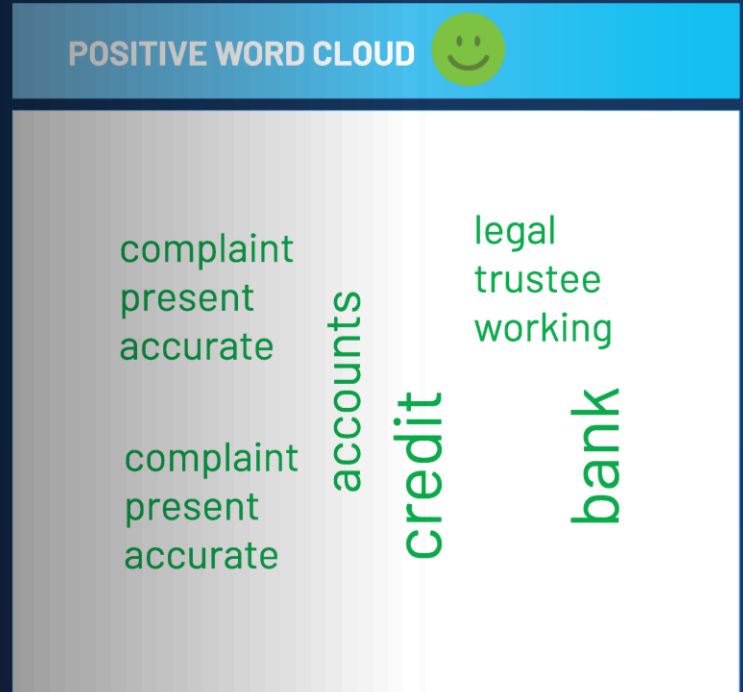 POSITIVE WORD CLOUD
complaint
present
accurate
accounts
complaint
present
accurate
credit
legal
trustee
working
bank